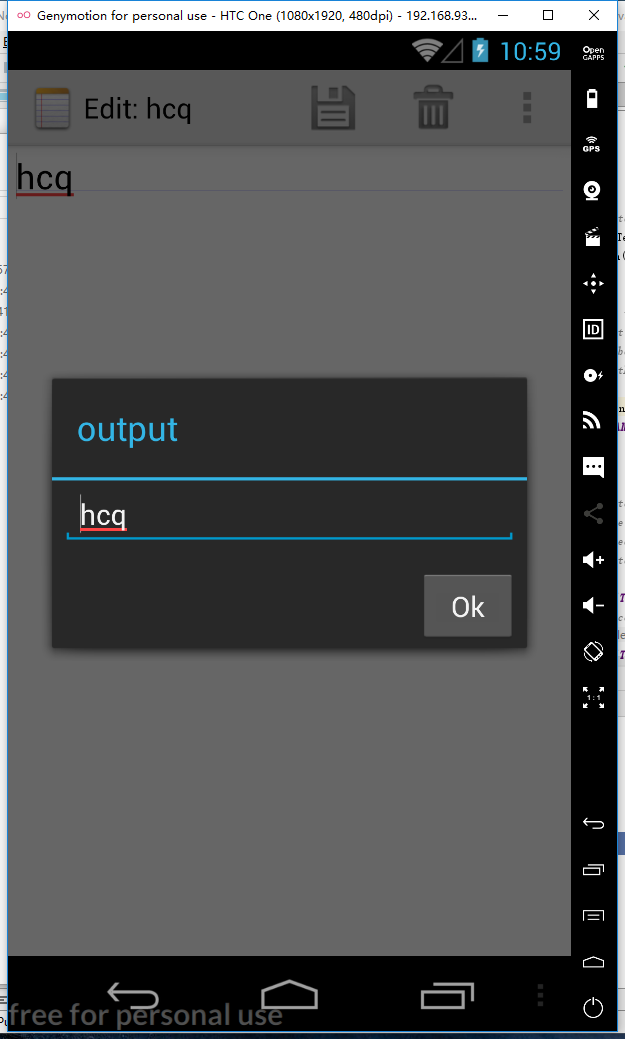 Genymotion for personal use - HTC One (1080x1920, 480dpi) - 192.168.93...
10:59
Open
GAPPS
Edit: hcq
GPS
hcq
ID
output
hcq
Ok
1:1
free for personal use